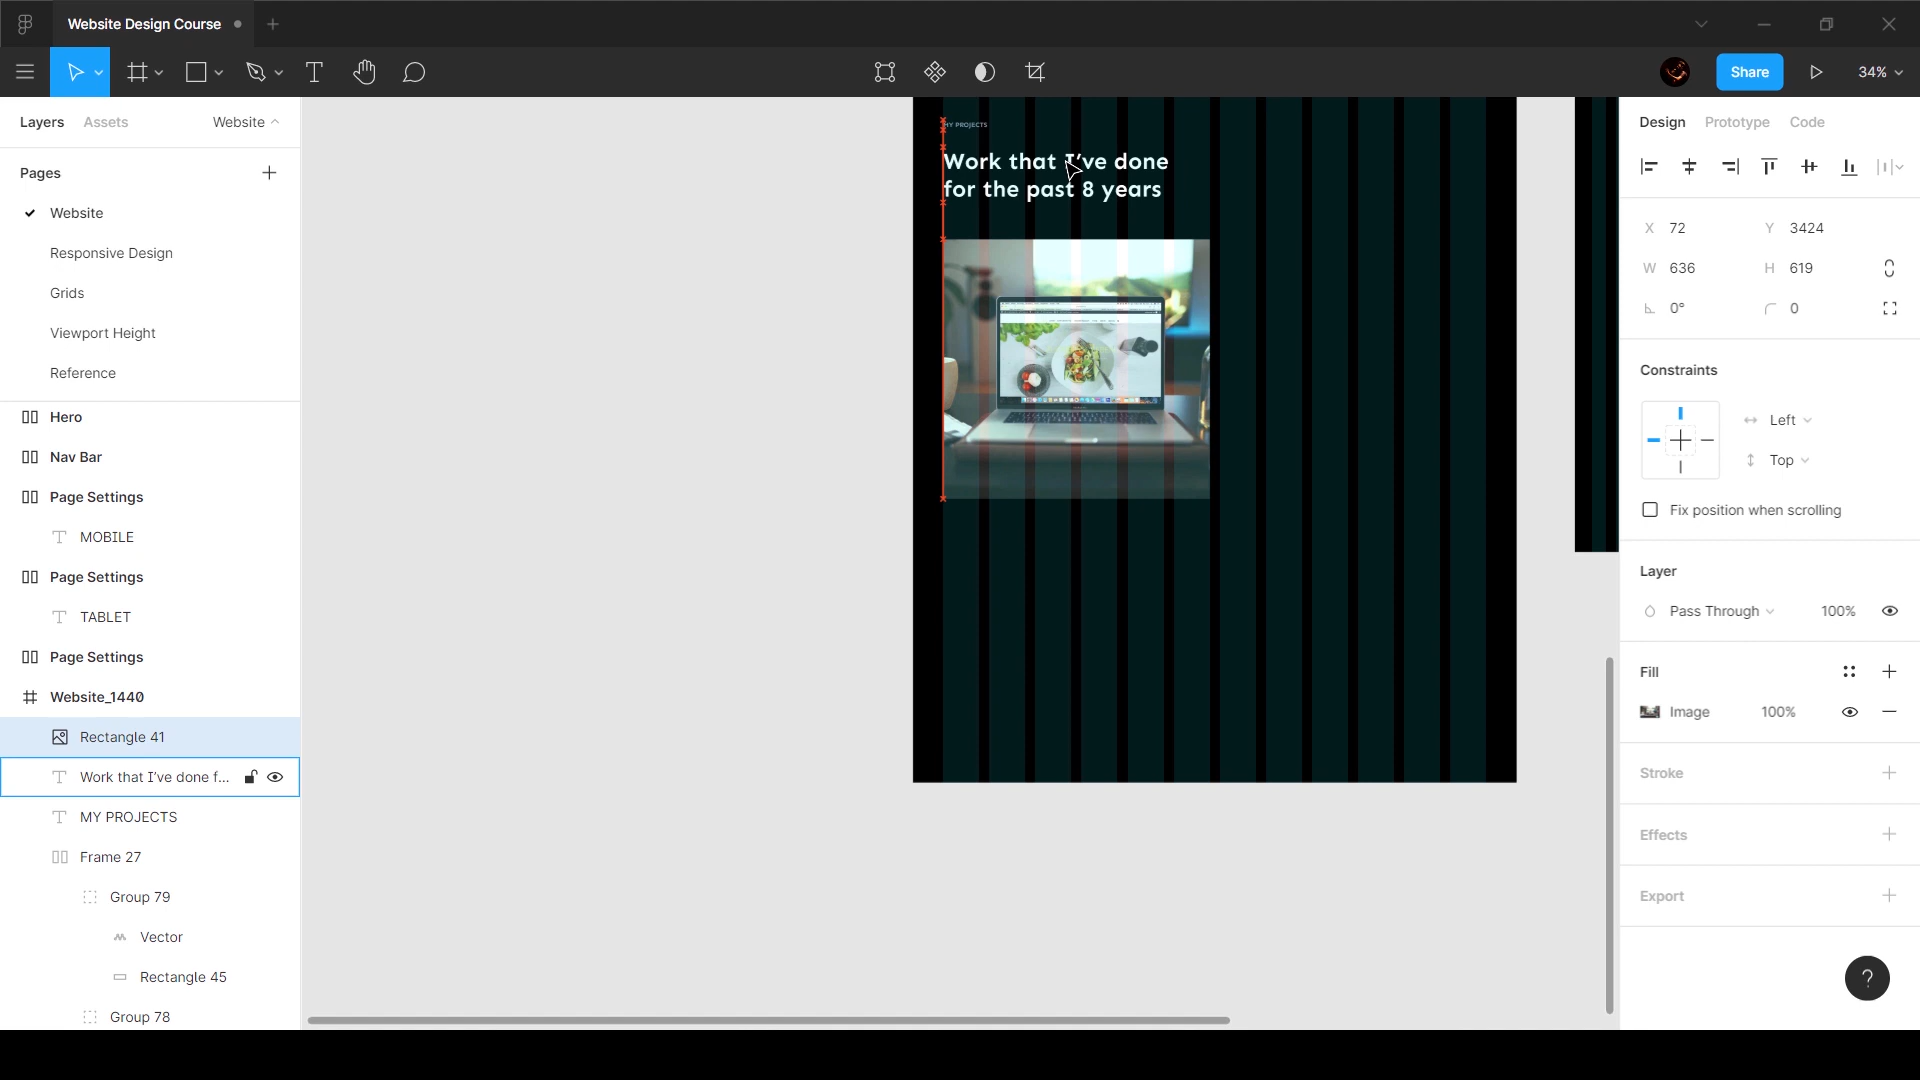 Website Design Course
Share
34%
Layers
Assets
Website
Pages
Website
Responsive Design
Grids
Viewport Height
Reference
Hero
Nav Bar
Page Settings
MOBILE
Page Settings
TABLET
Page Settings
Website_1440
Rectangle 41
Work that I've done f...
MY PROJECTS
Frame 27
Group 79
Vector
Rectangle 45
Group 78
MY PROJECTS
Work that I've done
for the past 8 years
Design
Prototype
Code
X 72
Y 3424
W 636
H 619
0°
0
Constraints
Left
Top
Fix position when scrolling
Layer
Pass Through
100%
Fill
Image
100%
Stroke
Effects
Export
?